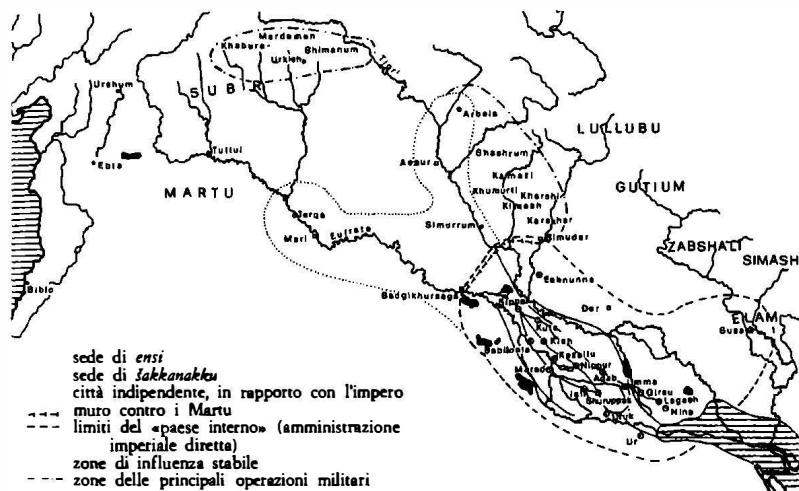 Mardaman
Khabura
Shimanum
Urkish
Urshum
SUBIR
Arbela
LULLUBU
Ebla
Tuttul
Assur
Shashrum
MARTU
Kamazi
Khumurti
Kimash
Kharshi
GUTIUM
Terqa
Karakhar
Mari
Eufrate
Simurrum
Simudar
ZABSHALI
SIMASH
Biblo
Badgikhursaga
Eshnunna
Sippar
Der
ELAM
Susa
Kuta
Babilonia
Kish
Kazallu
Marad
Nippur
Adab
Umma
Isin
Girsu
Shuruppak
Lagash
Uruk
Nina
Ur
sede di ensi
sede di šakkanakku
città indipendente, in rapporto con l'impero
muro contro i Martu
limiti del «paese interno» (amministrazione
imperiale diretta)
zone di influenza stabile
zone delle principali operazioni militari